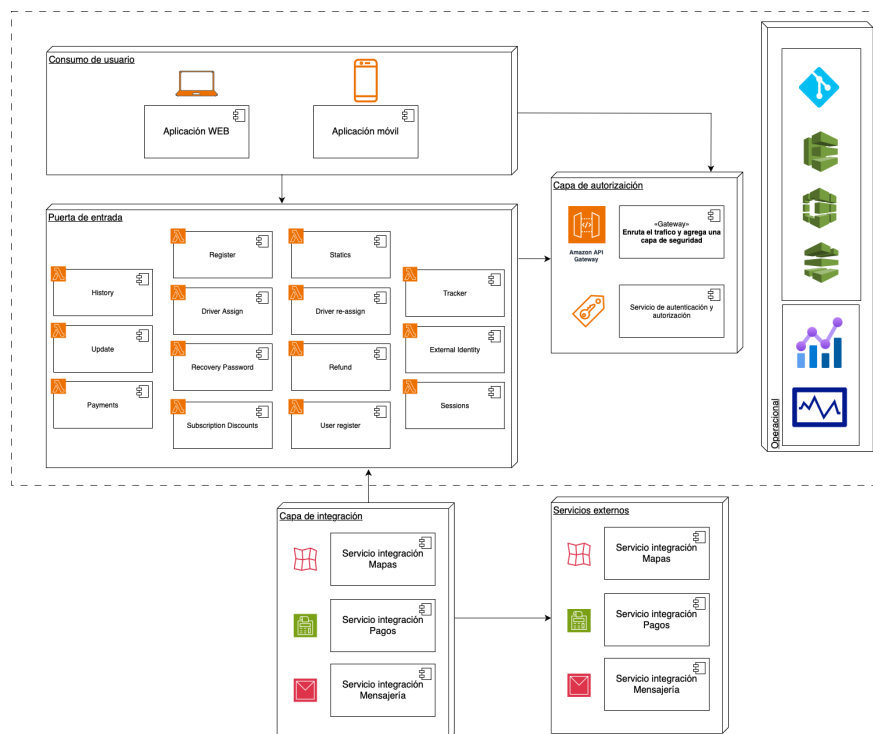 Consumo de usuario
Aplicación WEB
Aplicación móvil
Capa de autorizaición
«Gateway»
Enruta el trafico y agrega una
capa de seguridad
Amazon API
Gateway
Servicio de autenticación y
autorización
Puerta de entrada
Register
Statics
History
Tracker
Driver Assign
Driver re-assign
Update
External Identity
Recovery Password
Refund
Payments
Sessions
Subscription Discounts
User register
Operacional
Capa de integración
Servicio integración
Mapas
Servicio integración
Pagos
Servicio integración
Mensajería
Servicios externos
Servicio integración
Mapas
Servicio integración
Pagos
Servicio integración
Mensajería